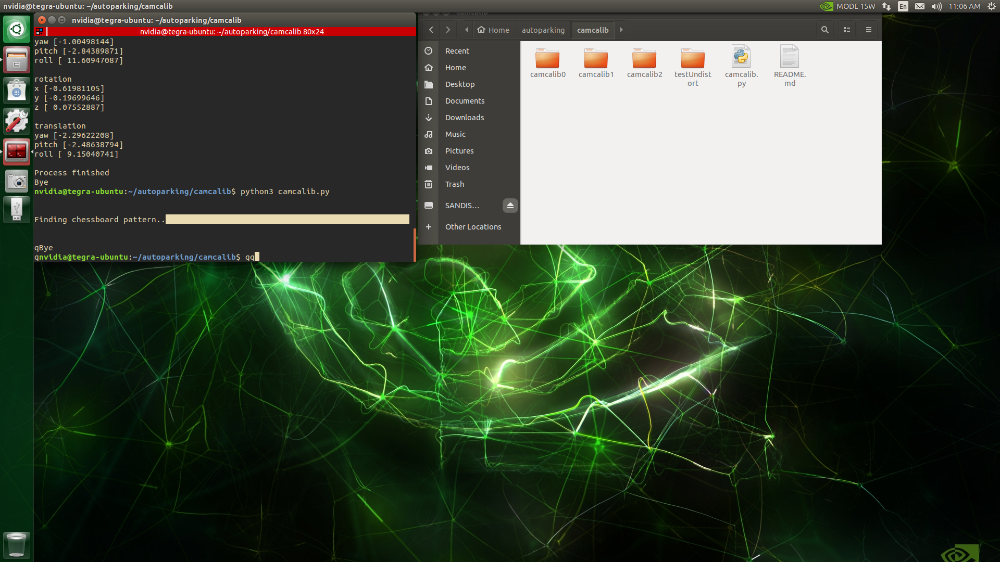 nvidia@tegra-ubuntu: ~/autoparking/camcalib
MODE 15W
En
11:06 AM
nvidia@tegra-ubuntu: ~/autoparking/camcalib
nvidia@tegra-ubuntu: ~/autoparking/camcalib 80x24
yaw [-1.00498144]
pitch [-2.84389871]
roll [ 11.60947087]
rotation
x [-0.61981105]
y [-0.19699646]
z [ 0.07552887]
translation
yaw [-2.29622208]
pitch [-2.48638794]
roll [ 9.15040741]
Process finished
Bye
nvidia@tegra-ubuntu:~/autoparking/camcalib$ python3 camcalib.py
Finding chessboard pattern..
qBye
qnvidia@tegra-ubuntu:~/autoparking/camcalib$ qq
camcalib
Home
autoparking
camcalib
Recent
Home
Desktop
Documents
Downloads
Music
Pictures
Videos
Trash
SANDIS...
Other Locations
camcalib0
camcalib1
camcalib2
testUndist
ort
camcalib.
py
README.
md